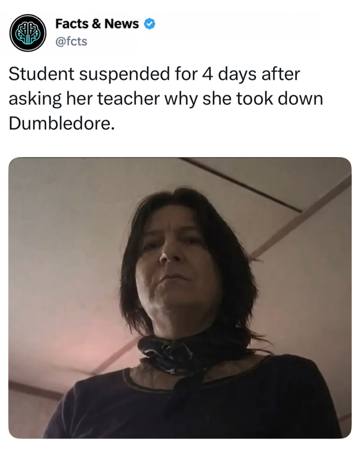 Facts & News
@fcts
Student suspended for 4 days after
asking her teacher why she took down
Dumbledore.